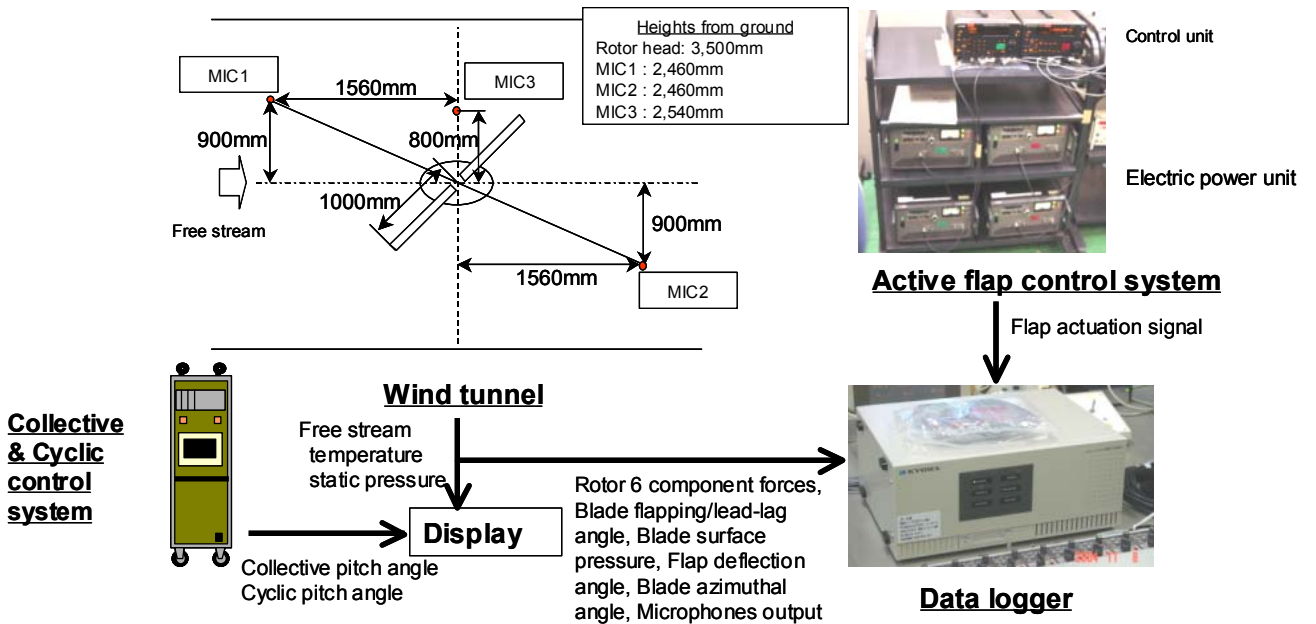 Heights from ground
Rotor head: 3,500mm
MIC1 : 2,460mm
MIC2 : 2,460mm
MIC3 : 2,540mm
MIC1
1560mm
MIC3
900mm
800mm
1000mm
Free stream
900mm
1560mm
MIC2
Control unit
Electric power unit
Active flap control system
Flap actuation signal
Wind tunnel
Collective
& Cyclic
control
system
Free stream
temperature
static pressure
Display
Collective pitch angle
Cyclic pitch angle
Rotor 6 component forces,
Blade flapping/lead-lag
angle, Blade surface
pressure, Flap deflection
angle, Blade azimuthal
angle, Microphones output
KYOWA
Data logger